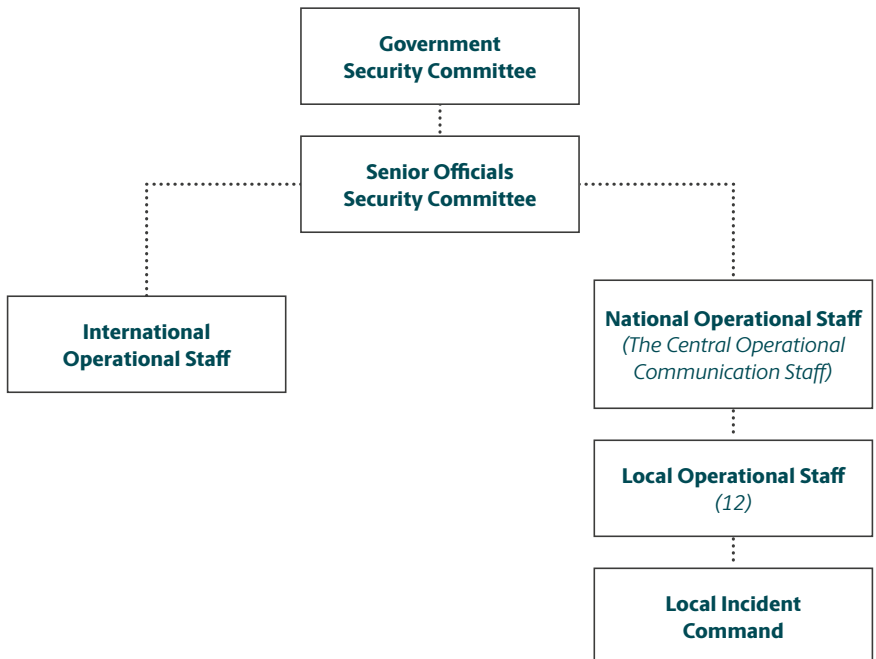 Government
Security Committee
Senior Officials
Security Committee
International
Operational Staff
National Operational Staff
(The Central Operational
Communication Staff)
Local Operational Staff
(12)
Local Incident
Command